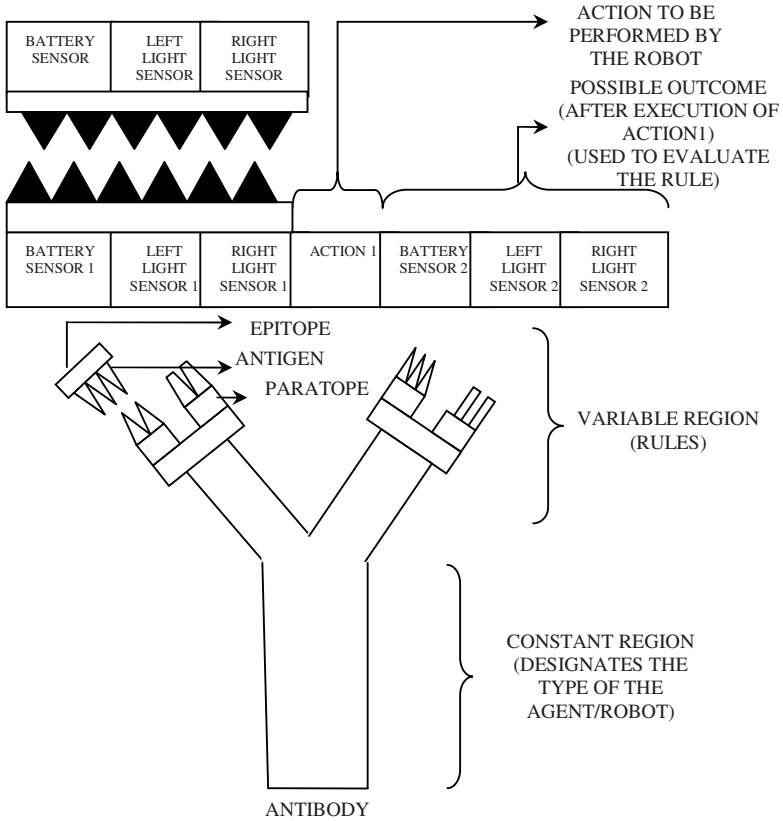 BATTERY
SENSOR
LEFT
LIGHT
SENSOR
RIGHT
LIGHT
SENSOR
ACTION TO BE
PERFORMED BY
THE ROBOT
POSSIBLE OUTCOME
(AFTER EXECUTION OF
ACTION1)
(USED TO EVALUATE
THE RULE)
BATTERY
SENSOR 1
LEFT
LIGHT
SENSOR 1
RIGHT
LIGHT
SENSOR 1
ACTION 1
BATTERY
SENSOR 2
LEFT
LIGHT
SENSOR 2
RIGHT
LIGHT
SENSOR 2
EPITOPE
ANTIGEN
PARATOPE
VARIABLE REGION
(RULES)
CONSTANT REGION
(DESIGNATES THE
TYPE OF THE
AGENT/ROBOT)
ANTIBODY